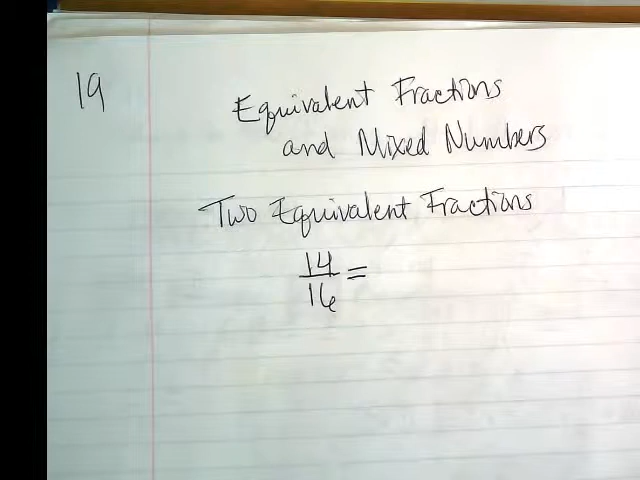 19
Equivalent Fractions
and Mixed Numbers
Two Equivalent Fractions
14/16 =